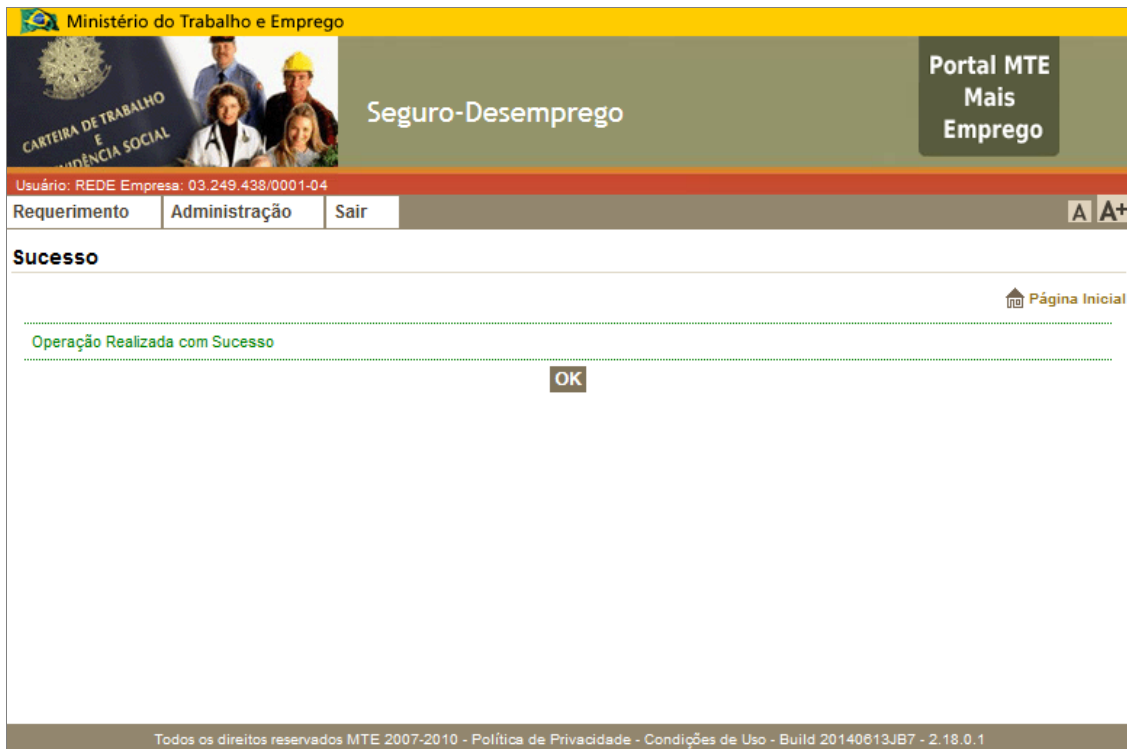 Ministério do Trabalho e Emprego
CARTEIRA DE TRABALHO
E
PREVIDÊNCIA SOCIAL
Seguro-Desemprego
Portal MTE
Mais
Emprego
Usuário: REDE Empresa: 03.249.438/0001-04
Requerimento Administração Sair A A+
Sucesso
Página Inicial
Operação Realizada com Sucesso
OK
Todos os direitos reservados MTE 2007-2010 - Política de Privacidade - Condições de Uso - Build 20140613JB7 - 2.18.0.1